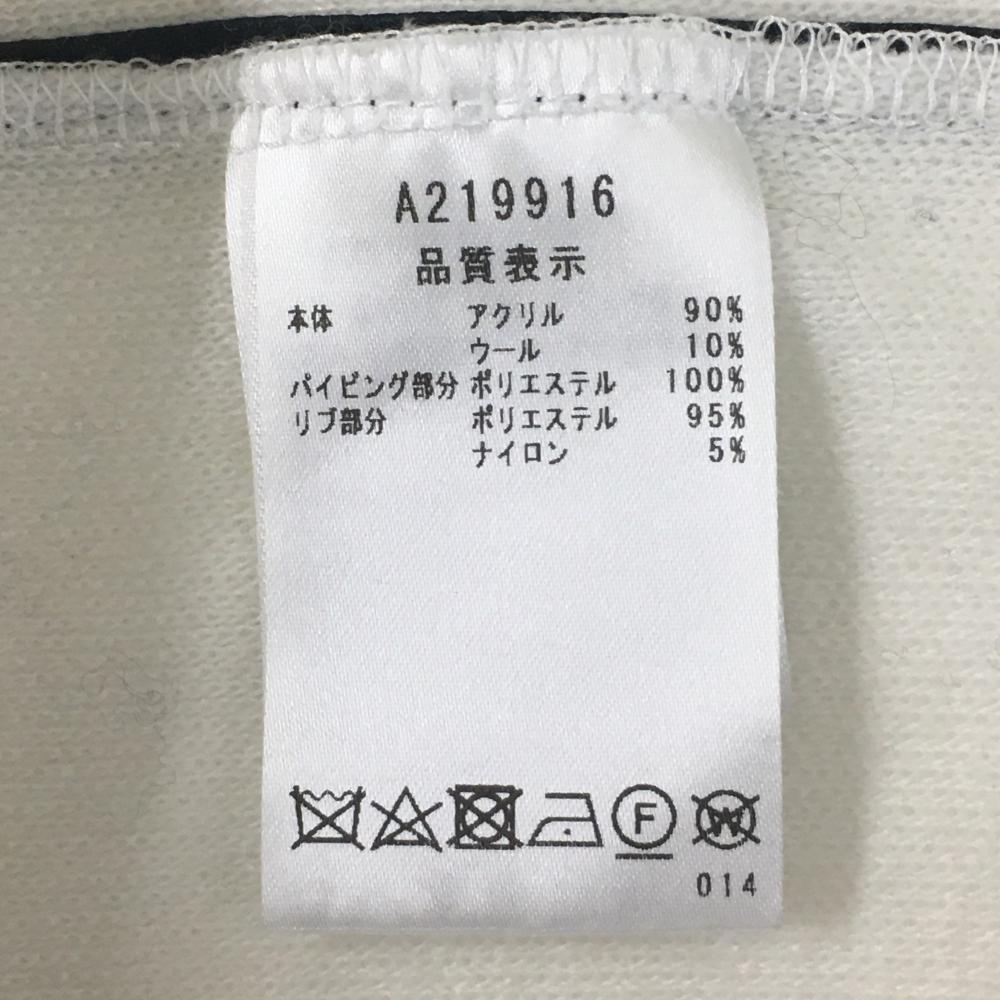 A219916
品質表示
本体 アクリル 90%
ウール 10%
パイピング部分 ポリエステル 100%
リブ部分 ポリエステル 95%
ナイロン 5%
F W
014